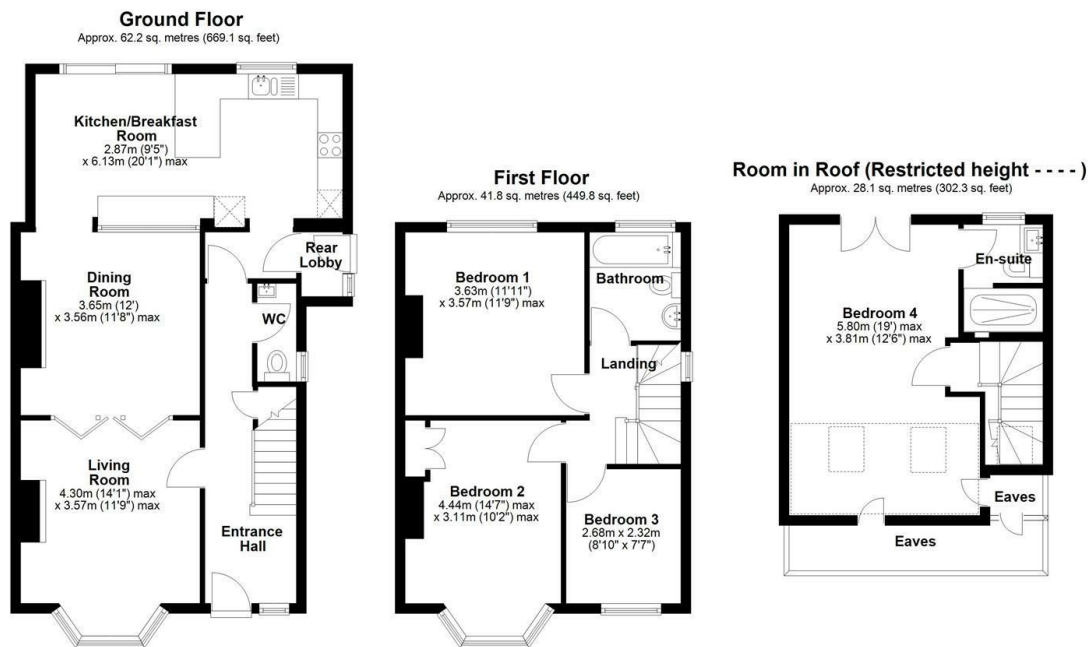 Ground Floor
Approx. 62.2 sq. metres (669.1 sq. feet)
Kitchen/Breakfast
Room
2.87m (9'5")
x 6.13m (20'1") max
Rear
Lobby
Dining
Room
3.65m (12')
x 3.56m (11'8") max
WC
Living
Room
4.30m (14'1") max
x 3.57m (11'9") max
Entrance
Hall
First Floor
Approx. 41.8 sq. metres (449.8 sq. feet)
Bedroom 1
3.63m (11'11")
x 3.57m (11'9") max
Bathroom
Landing
Bedroom 2
4.44m (14'7") max
x 3.11m (10'2") max
Bedroom 3
2.68m x 2.32m
(8'10" x 7'7")
Room in Roof (Restricted height - - - - )
Approx. 28.1 sq. metres (302.3 sq. feet)
En-suite
Bedroom 4
5.80m (19') max
x 3.81m (12'6") max
Eaves
Eaves